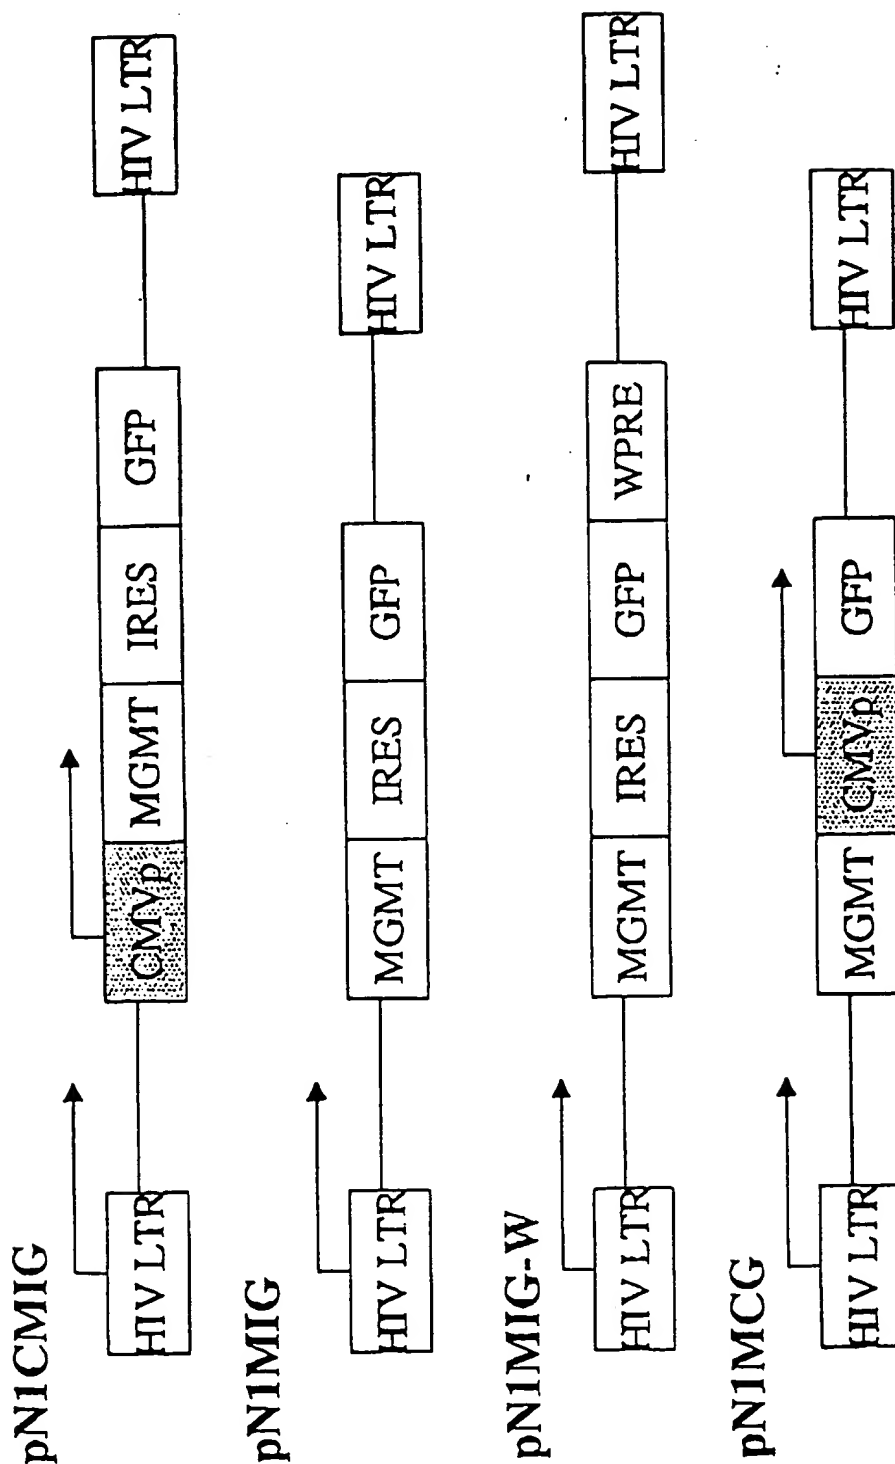 pN1CMIG
HIV LTR CMVp MGMT IRES GFP HIV LTR
pN1MIG
HIV LTR MGMT IRES GFP HIV LTR
pN1MIG-W
HIV LTR MGMT IRES GFP WPRE HIV LTR
pN1MCG
HIV LTR MGMT CMVp GFP HIV LTR